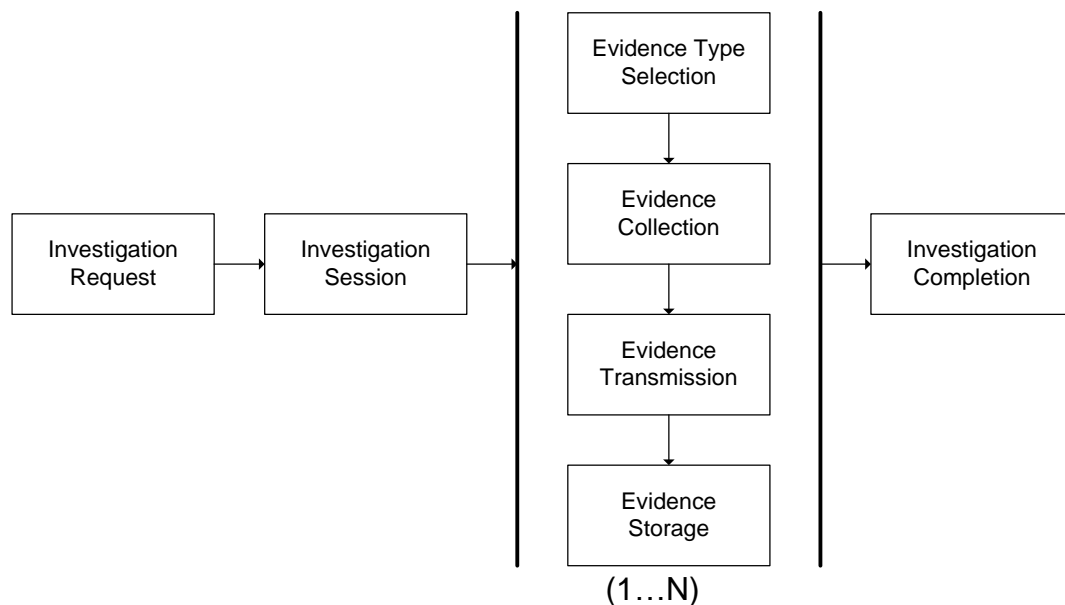 Investigation
Request
Investigation
Session
Evidence Type
Selection
Evidence
Collection
Evidence
Transmission
Evidence
Storage
(1…N)
Investigation
Completion